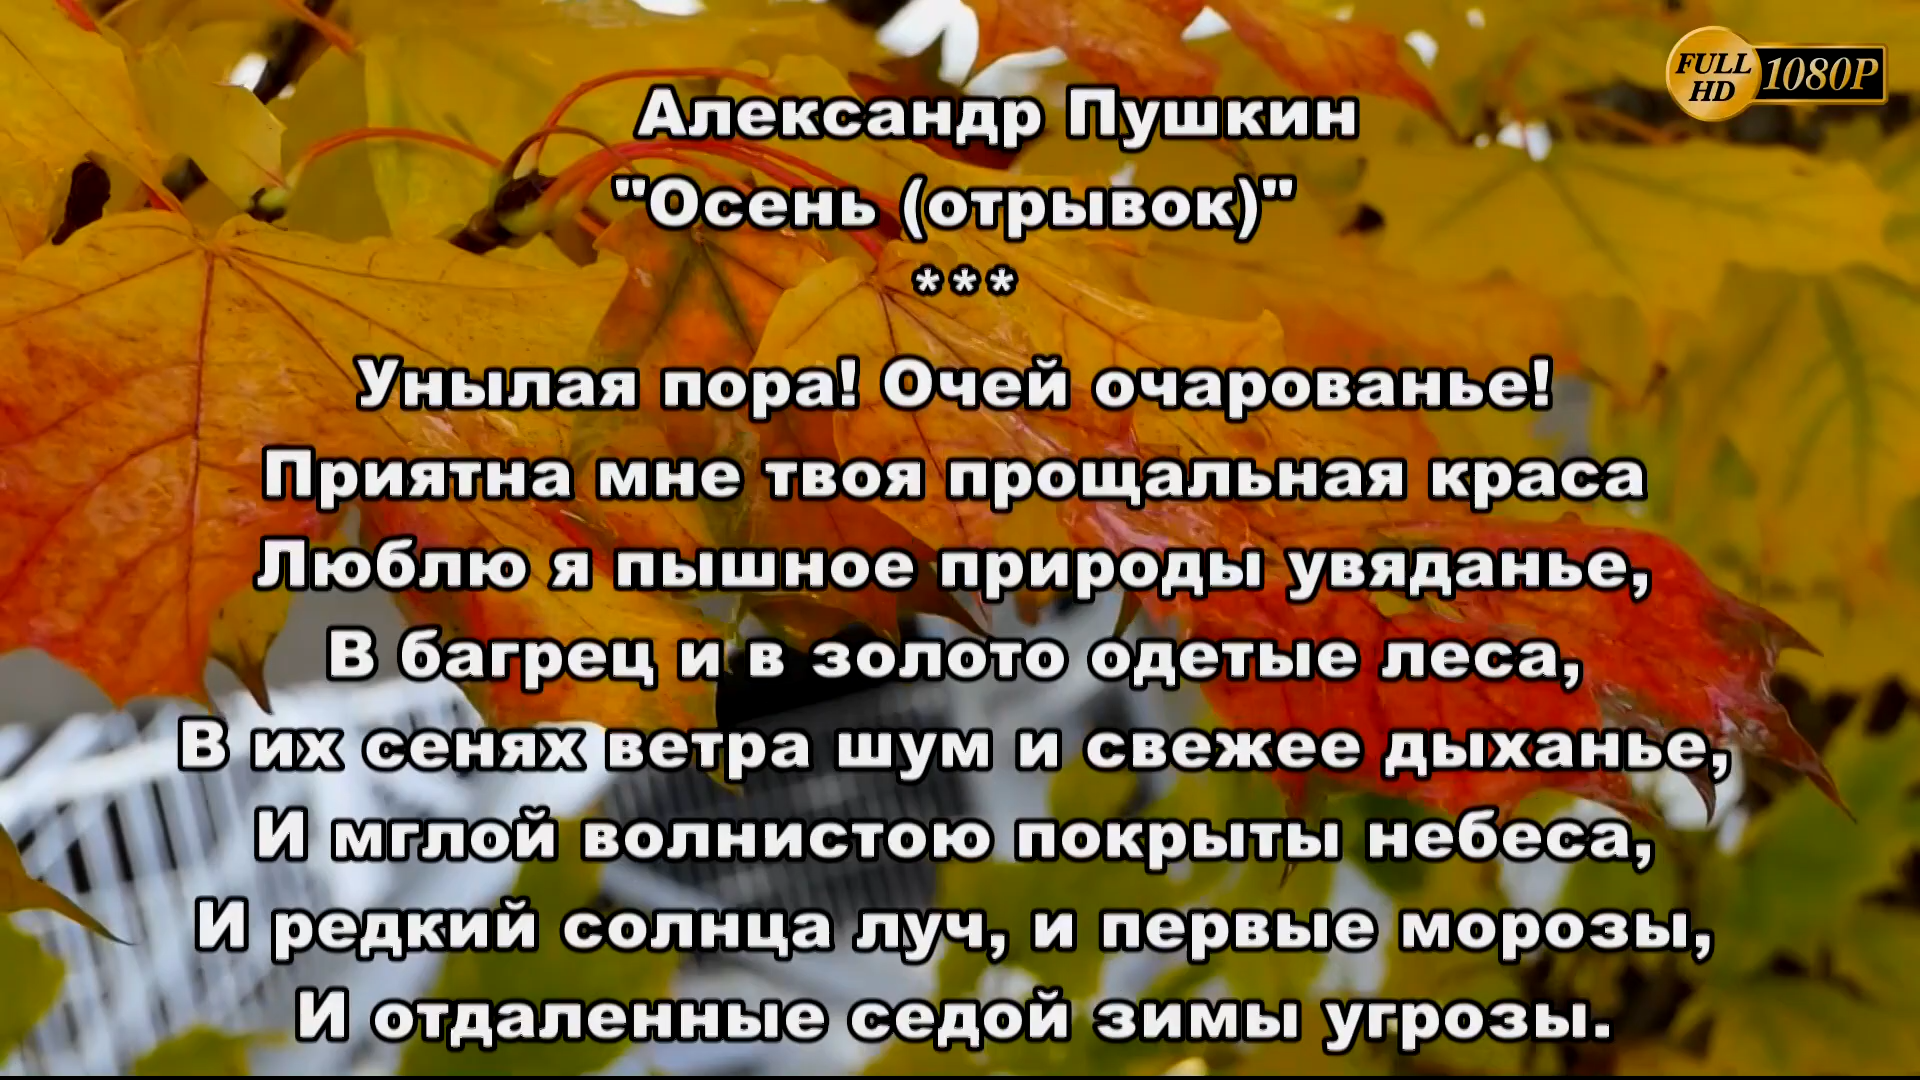 FULL HD 1080P
Александр Пушкин
"Осень (отрывок)"
***
Унылая пора! Очей очарованье!
Приятна мне твоя прощальная краса
Люблю я пышное природы увяданье,
В багрец и в золото одетые леса,
В их сенях ветра шум и свежее дыханье,
И мглой волнистою покрыты небеса,
И редкий солнца луч, и первые морозы,
И отдаленные седой зимы угрозы.